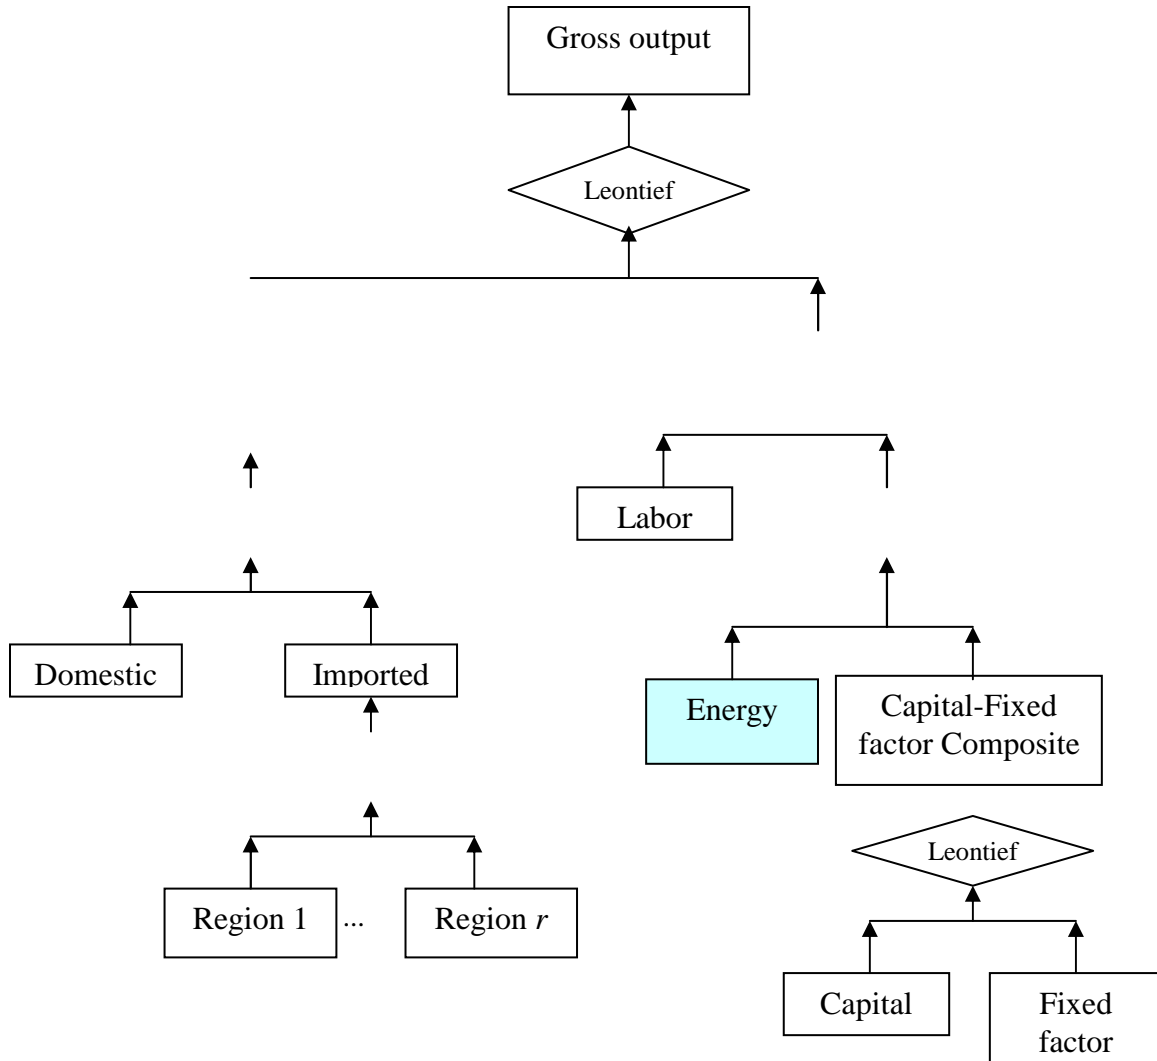 Gross output
Leontief
Labor
Domestic
Imported
Energy
Capital-Fixed
factor Composite
Leontief
Region 1
...
Region r
Capital
Fixed
factor